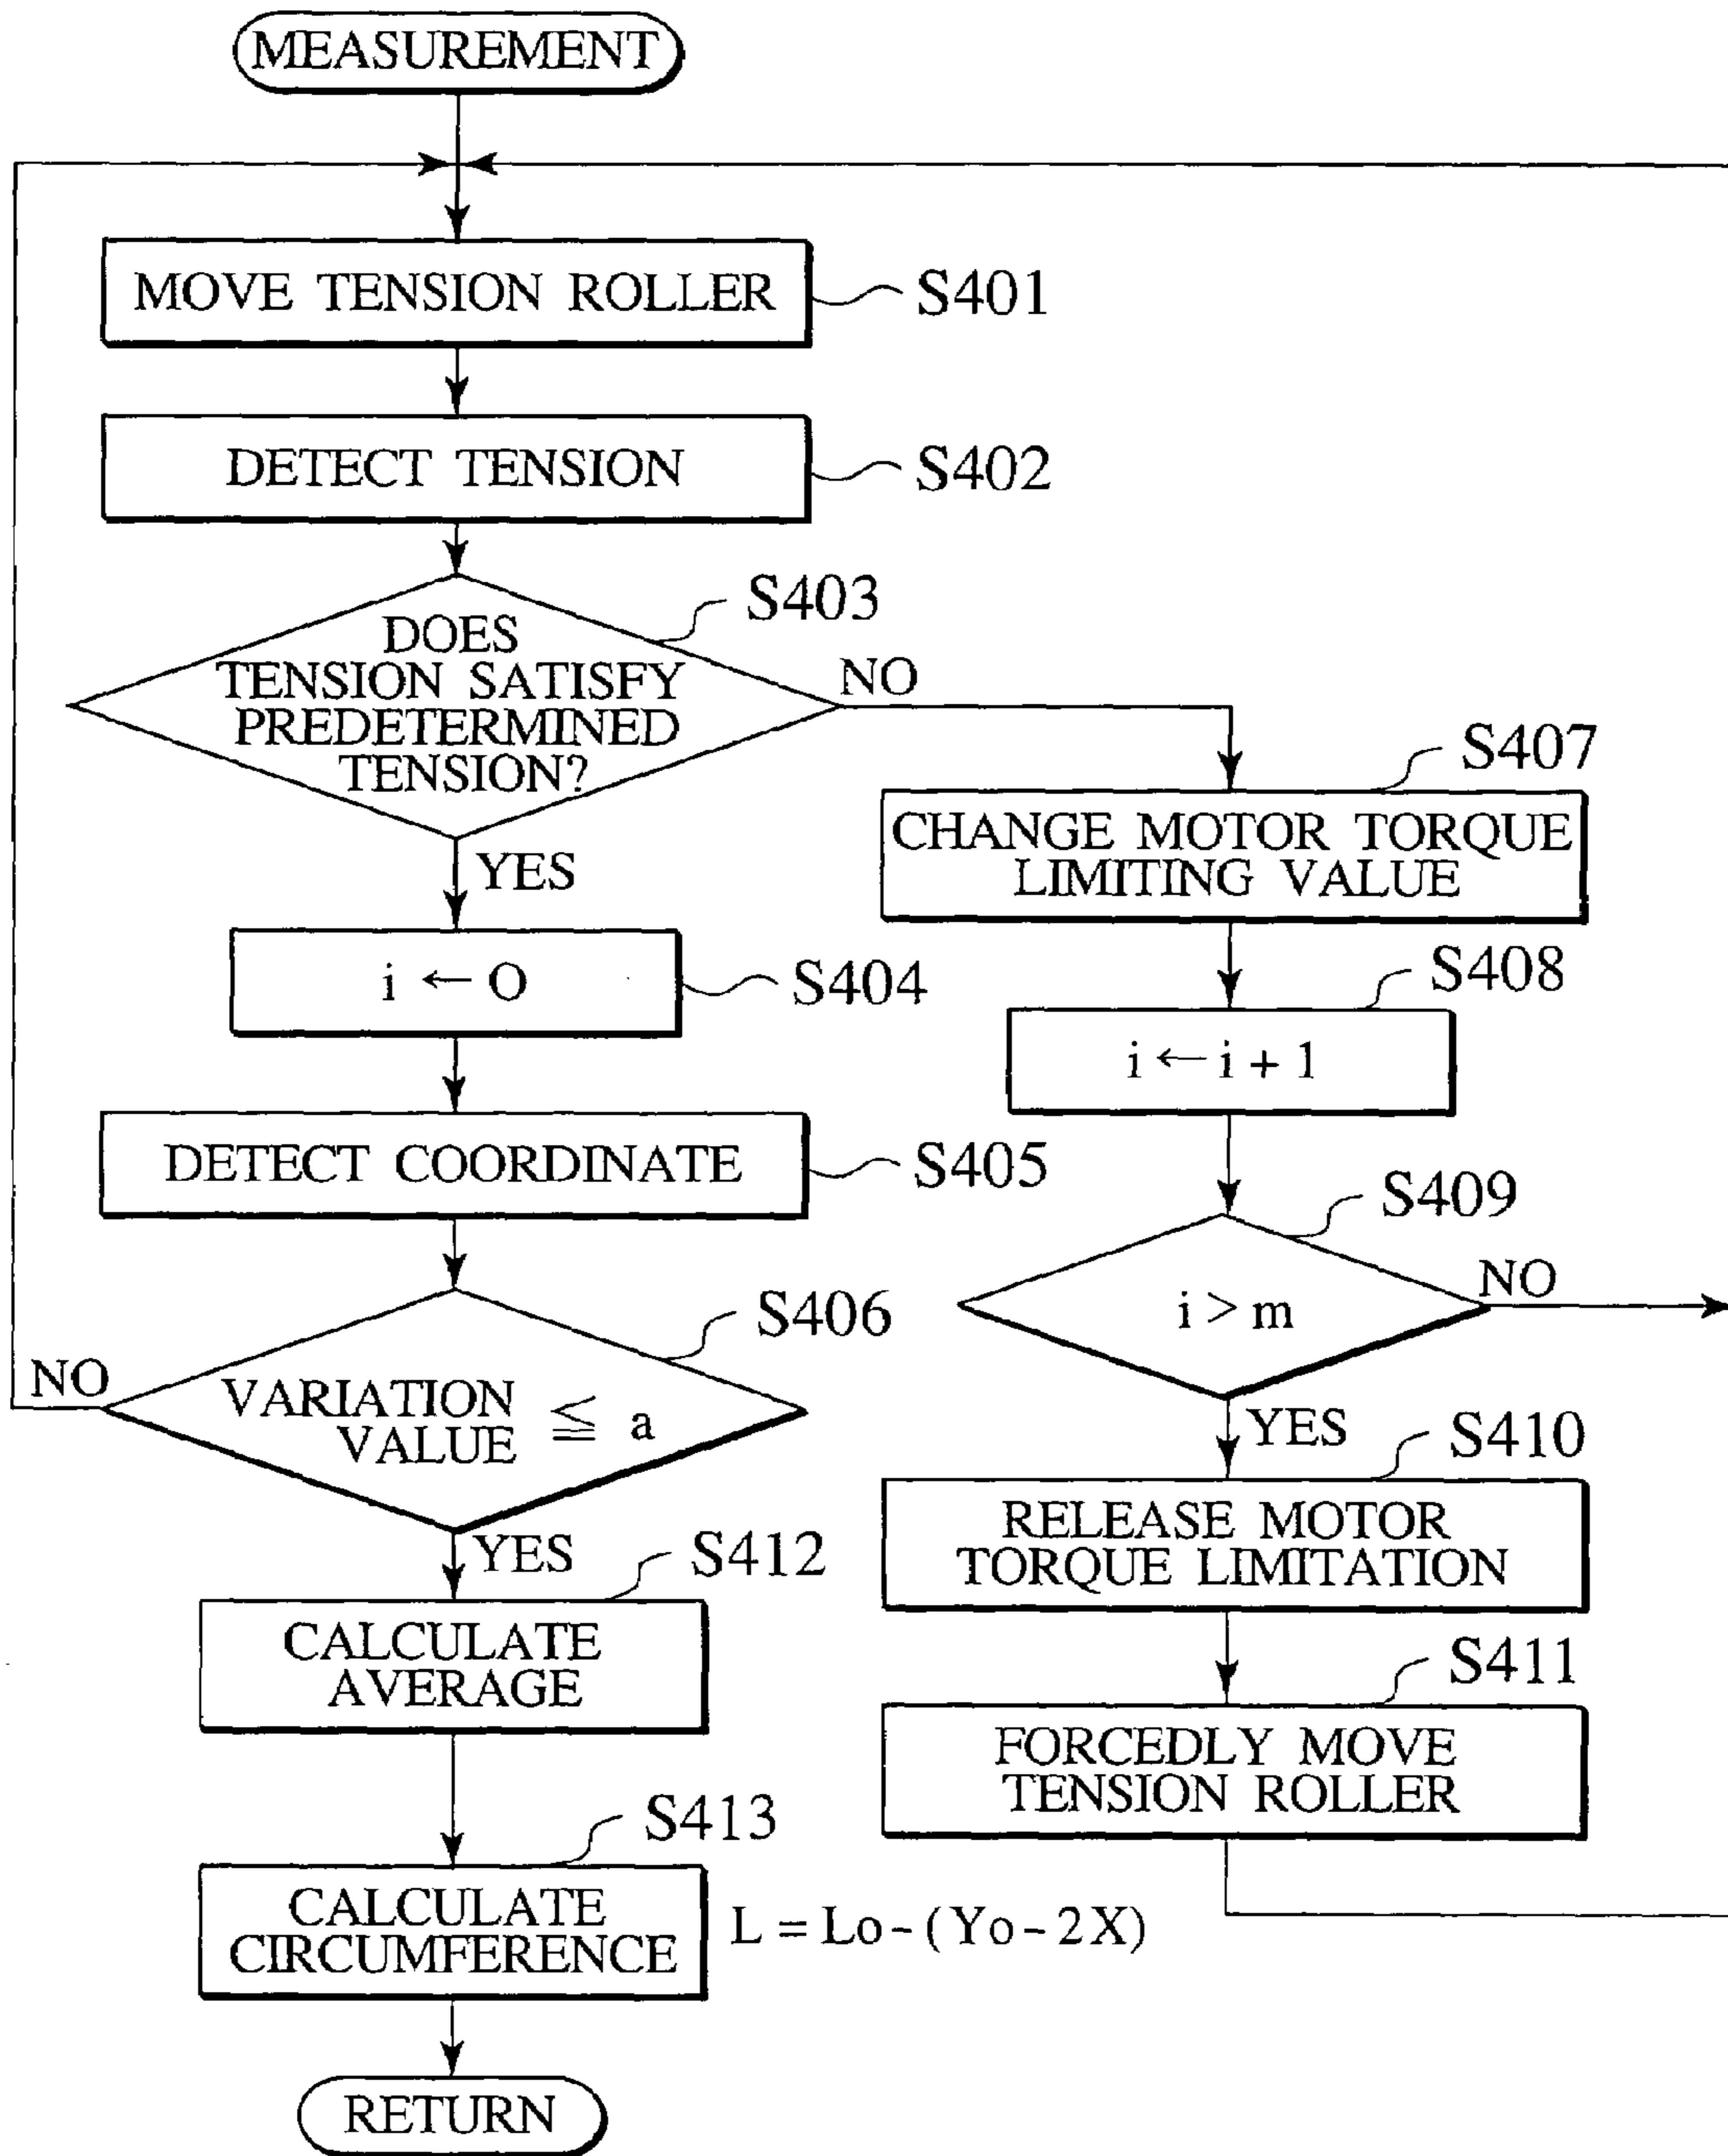 MEASUREMENT
MOVE TENSION ROLLER
S401
DETECT TENSION
S402
S403
DOES
TENSION SATISFY
PREDETERMINED
TENSION?
NO
YES
i ← O
S404
DETECT COORDINATE
S405
S406
VARIATION
VALUE ≦ a
NO
YES
S412
CALCULATE
AVERAGE
S413
CALCULATE
CIRCUMFERENCE
L = Lo - (Yo - 2X)
RETURN
S407
CHANGE MOTOR TORQUE
LIMITING VALUE
S408
i ← i + 1
S409
i > m
NO
YES
S410
RELEASE MOTOR
TORQUE LIMITATION
S411
FORCEDLY MOVE
TENSION ROLLER